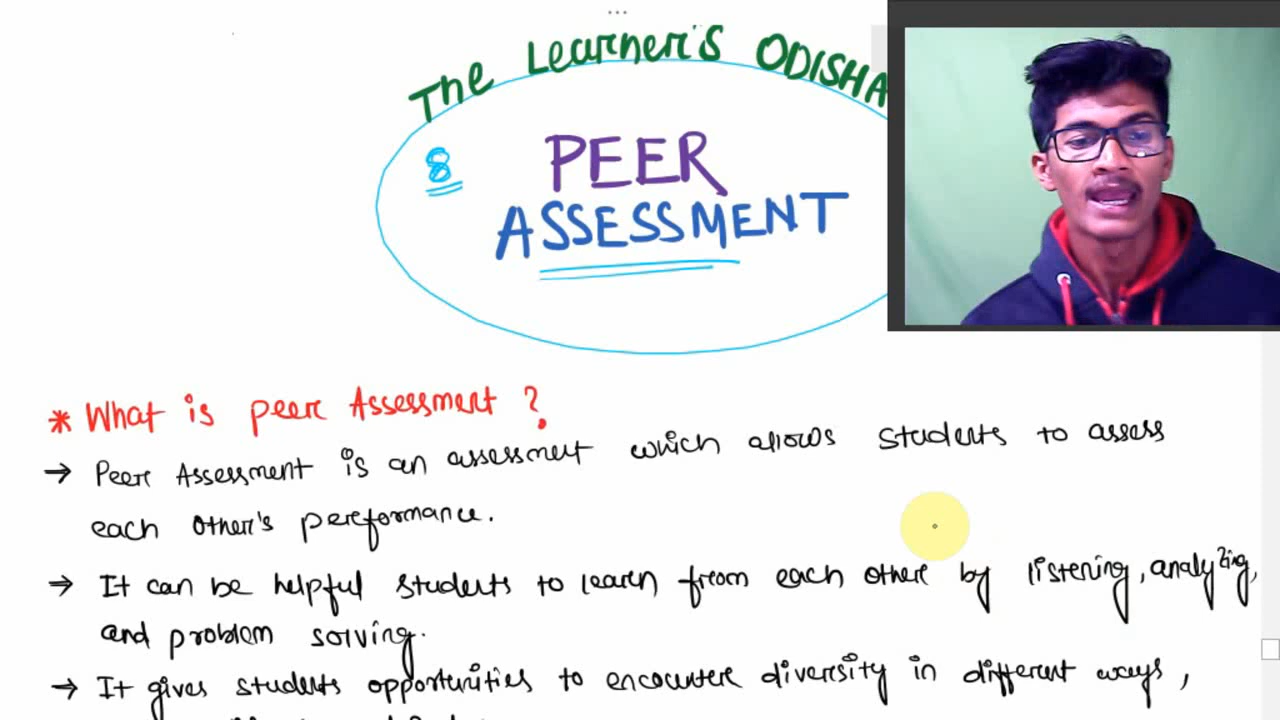 The Learner's ODISHA
8
PEER
ASSESSMENT
* What is peer Assessment ?
→ Peer Assessment is an assessment which allows students to assess
each other's performance.
→ It can be helpful students to learn from each other by listening, analyzing,
and problem solving.
→ It gives students opportunities to encounter diversity in different ways,